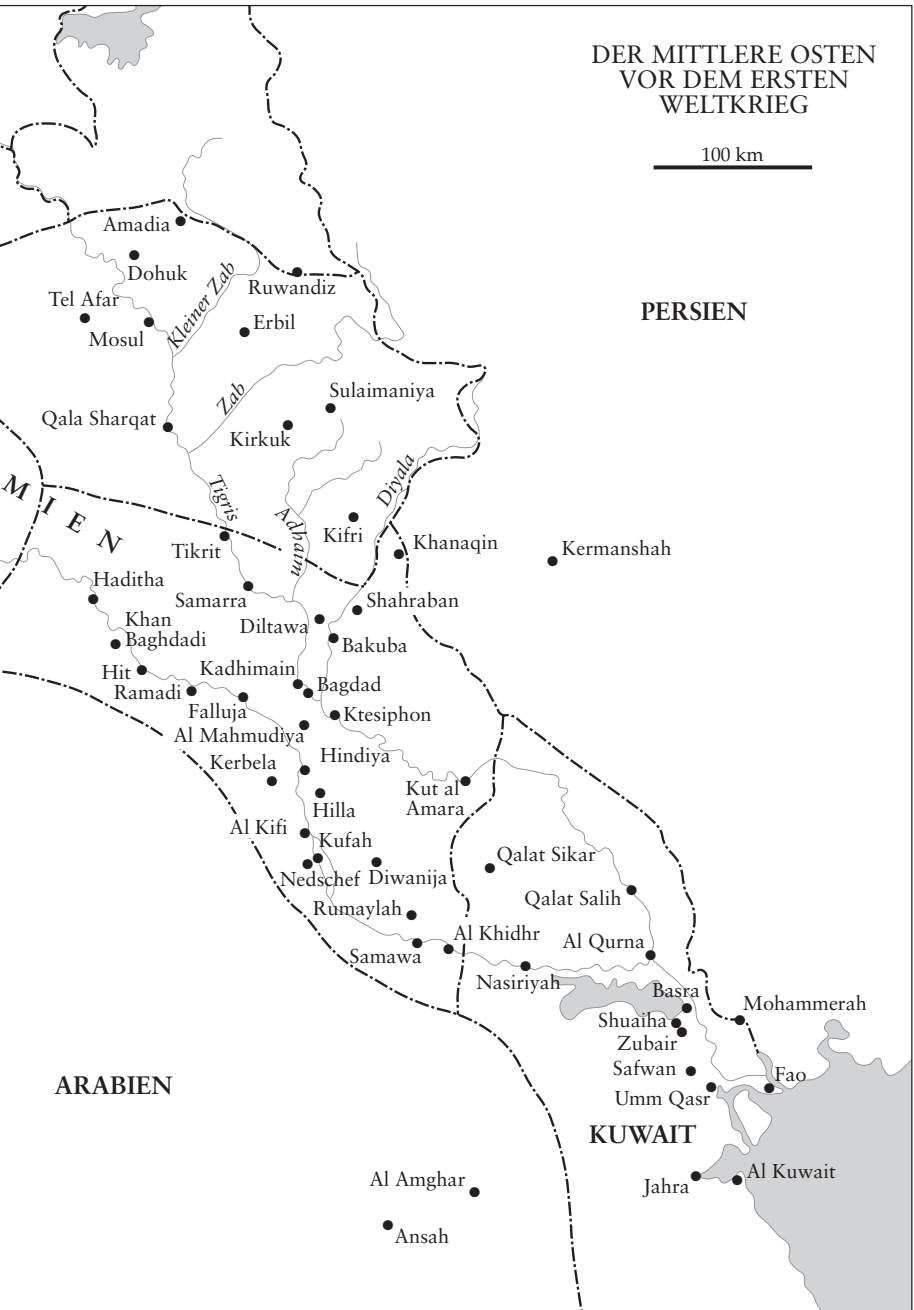 DER MITTLERE OSTEN
VOR DEM ERSTEN
WELTKRIEG
100 km
Amadia
Dohuk
Kleiner Zab
Ruwandiz
Tel Afar
Mosul
Erbil
PERSIEN
Zab
Sulaimaniya
Qala Sharqat
Kirkuk
MIEN
Tigris
Adhaim
Diyala
Kifri
Tikrit
Khanaqin
Kermanshah
Haditha
Samarra
Shahraban
Khan
Baghdadi
Diltawa
Bakuba
Hit
Kadhimain
Bagdad
Ramadi
Falluja
Ktesiphon
Al Mahmudiya
Hindiya
Kerbela
Kut al
Amara
Hilla
Al Kifi
Kufah
Qalat Sikar
Nedschef
Diwanija
Qalat Salih
Rumaylah
Al Khidhr
Al Qurna
Samawa
Nasiriyah
Basra
Mohammerah
Shuaiha
Zubair
Safwan
Fao
ARABIEN
Umm Qasr
KUWAIT
Al Amghar
Jahra
Al Kuwait
Ansah